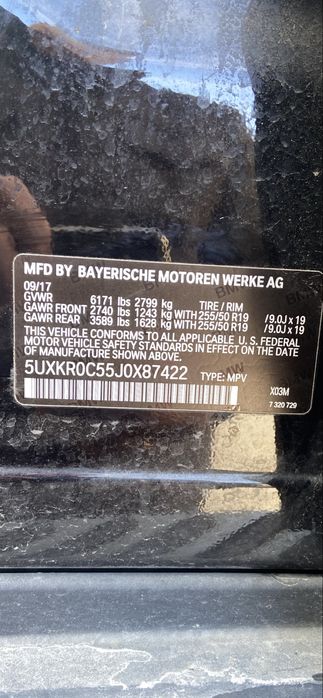 MFD BY BAYERISCHE MOTOREN WERKE AG
09/17
GVWR 6171 lbs 2799 kg TIRE / RIM
GAWR FRONT 2740 lbs 1243 kg WITH 255/50 R19 /9.0J x 19
GAWR REAR 3589 lbs 1628 kg WITH 255/50 R19 /9.0J x 19
THIS VEHICLE CONFORMS TO ALL APPLICABLE U.S. FEDERAL
MOTOR VEHICLE SAFETY STANDARDS IN EFFECT ON THE
DATE OF MANUFACTURE SHOWN ABOVE.
5UXKR0C55J0X87422 TYPE: MPV
X03M
7 320 729